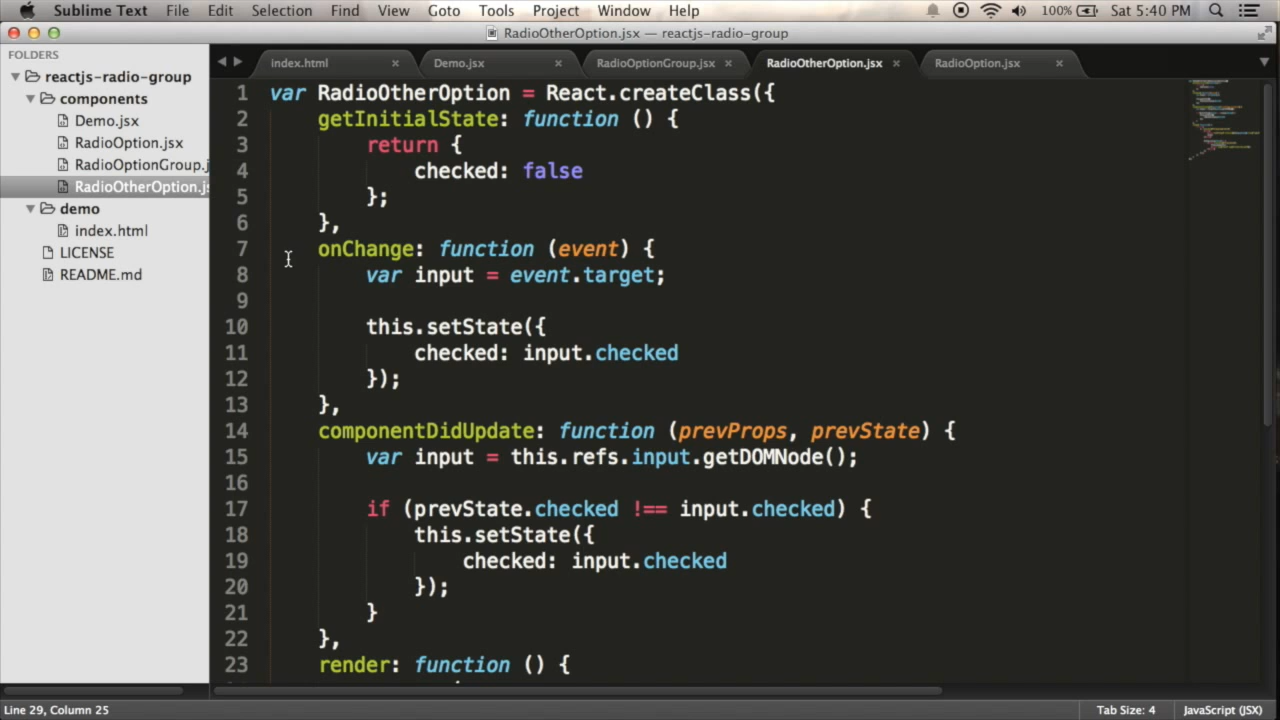 Sublime Text File Edit Selection Find View Goto Tools Project Window Help 100% Sat 5:40 PM
RadioOtherOption.jsx — reactjs-radio-group
FOLDERS
reactjs-radio-group
components
Demo.jsx
RadioOption.jsx
RadioOptionGroup.j
RadioOtherOption.js
demo
index.html
LICENSE
README.md
index.html × Demo.jsx × RadioOptionGroup.jsx × RadioOtherOption.jsx × RadioOption.jsx ×
1 var RadioOtherOption = React.createClass({
2 getInitialState: function () {
3 return {
4 checked: false
5 };
6 },
7 onChange: function (event) {
8 var input = event.target;
9
10 this.setState({
11 checked: input.checked
12 });
13 },
14 componentDidUpdate: function (prevProps, prevState) {
15 var input = this.refs.input.getDOMNode();
16
17 if (prevState.checked !== input.checked) {
18 this.setState({
19 checked: input.checked
20 });
21 }
22 },
23 render: function () {
Line 29, Column 25 Tab Size: 4 JavaScript (JSX)